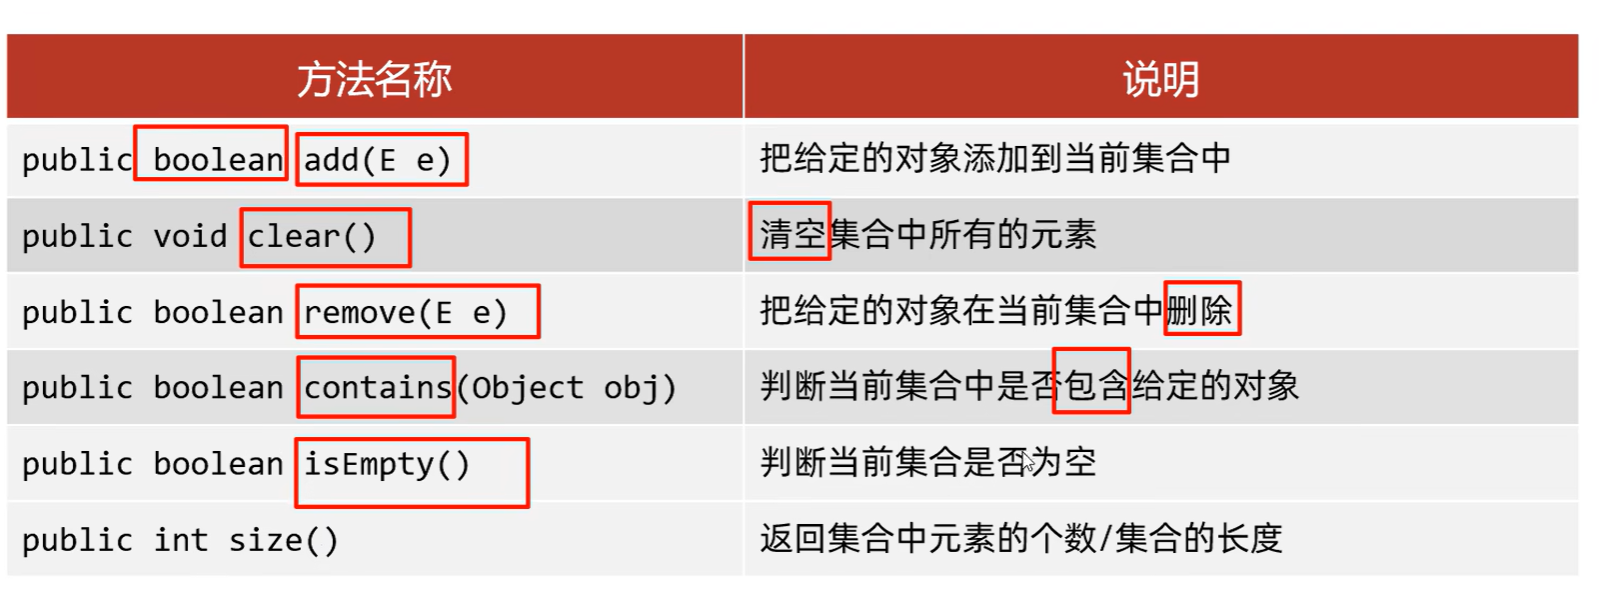 方法名称 说明
public boolean add(E e) 把给定的对象添加到当前集合中
public void clear() 清空集合中所有的元素
public boolean remove(E e) 把给定的对象在当前集合中删除
public boolean contains(Object obj) 判断当前集合中是否包含给定的对象
public boolean isEmpty() 判断当前集合是否为空
public int size() 返回集合中元素的个数/集合的长度